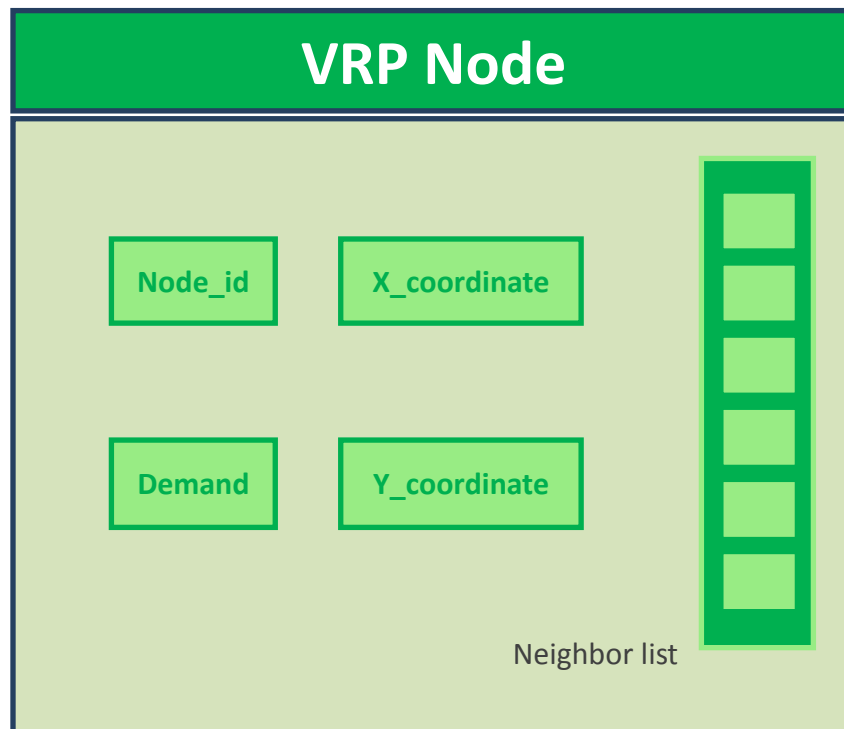 VRP Node
Node_id
X_coordinate
Demand
Y_coordinate
Neighbor list